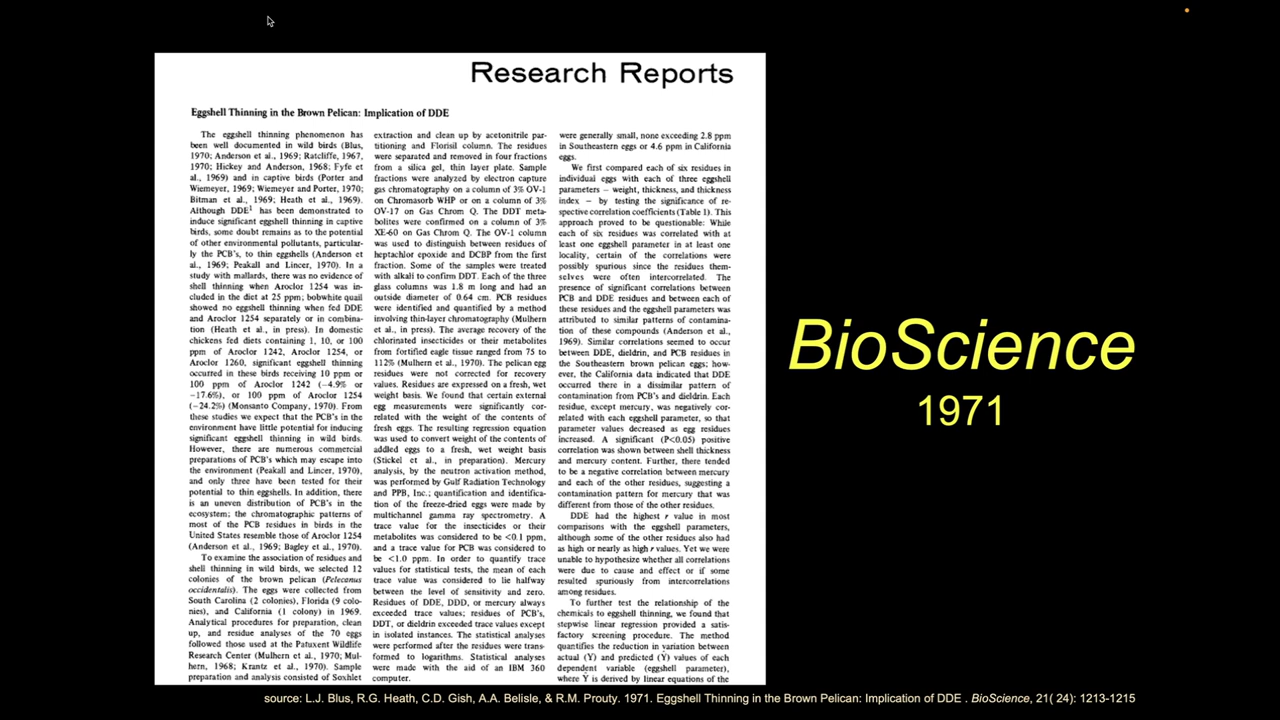 Research Reports
Eggshell Thinning in the Brown Pelican: Implication of DDE
The eggshell thinning phenomenon has
been well documented in wild birds (Blus,
1970; Anderson et al., 1969; Ratcliffe, 1967,
1970; Hickey and Anderson, 1968; Fyfe et
al., 1969) and in captive birds (Porter and
Wiemeyer, 1969; Wiemeyer and Porter, 1970;
Bitman et al., 1969; Heath et al., 1969).
Although DDE¹ has been demonstrated to
induce significant eggshell thinning in captive
birds, some doubt remains as to the potential
of other environmental pollutants, particular-
ly the PCB's, to thin eggshells (Anderson et
al., 1969; Peakall and Lincer, 1970). In a
study with mallards, there was no evidence of
shell thinning when Aroclor 1254 was in-
cluded in the diet at 25 ppm; bobwhite quail
showed no eggshell thinning when fed DDE
and Aroclor 1254 separately or in combina-
tion (Heath et al., in press). In domestic
chickens fed diets containing 1, 10, or 100
ppm of Aroclor 1242, Aroclor 1254, or
Aroclor 1260, significant eggshell thinning
occurred in these birds receiving 10 ppm or
100 ppm of Aroclor 1242 (−4.9% or
−17.6%), or 100 ppm of Aroclor 1254
(−24.2%) (Monsanto Company, 1970). From
these studies we expect that the PCB's in the
environment have little potential for inducing
significant eggshell thinning in wild birds.
However, there are numerous commercial
preparations of PCB's which may escape into
the environment (Peakall and Lincer, 1970),
and only three have been tested for their
potential to thin eggshells. In addition, there
is an uneven distribution of PCB's in the
ecosystem; the chromatographic patterns of
most of the PCB residues in birds in the
United States resemble those of Aroclor 1254
(Anderson et al., 1969; Bagley et al., 1970).
To examine the association of residues and
shell thinning in wild birds, we selected 12
colonies of the brown pelican (Pelecanus
occidentalis). The eggs were collected from
South Carolina (2 colonies), Florida (9 colo-
nies), and California (1 colony) in 1969.
Analytical procedures for preparation, clean
up, and residue analyses of the 70 eggs
followed those used at the Patuxent Wildlife
Research Center (Mulhern et al., 1970; Mul-
hern, 1968; Krantz et al., 1970). Sample
preparation and analysis consisted of Soxhlet
extraction and clean up by acetonitrile par-
titioning and Florisil column. The residues
were separated and removed in four fractions
from a silica gel, thin layer plate. Sample
fractions were analyzed by electron capture
gas chromatography on a column of 3% OV-1
on Chromasorb WHP or on a column of 3%
OV-17 on Gas Chrom Q. The DDT meta-
bolites were confirmed on a column of 3%
XE-60 on Gas Chrom Q. The OV-1 column
was used to distinguish between residues of
heptachlor epoxide and DCBP from the first
fraction. Some of the samples were treated
with alkali to confirm DDT. Each of the three
glass columns was 1.8 m long and had an
outside diameter of 0.64 cm. PCB residues
were identified and quantified by a method
involving thin-layer chromatography (Mulhern
et al., in press). The average recovery of the
chlorinated insecticides or their metabolites
from fortified eagle tissue ranged from 75 to
112% (Mulhern et al., 1970). The pelican egg
residues were not corrected for recovery
values. Residues are expressed on a fresh, wet
weight basis. We found that certain external
egg measurements were significantly cor-
related with the weight of the contents of
fresh eggs. The resulting regression equation
was used to convert weight of the contents of
addled eggs to a fresh, wet weight basis
(Stickel et al., in preparation). Mercury
analysis, by the neutron activation method,
was performed by Gulf Radiation Technology
and PPB, Inc.; quantification and identifica-
tion of the freeze-dried eggs were made by
multichannel gamma ray spectrometry. A
trace value for the insecticides or their
metabolites was considered to be <0.1 ppm,
and a trace value for PCB was considered to
be <1.0 ppm. In order to quantify trace
values for statistical tests, the mean of each
trace value was considered to lie halfway
between the level of sensitivity and zero.
Residues of DDE, DDD, or mercury always
exceeded trace values; residues of PCB's,
DDT, or dieldrin exceeded trace values except
in isolated instances. The statistical analyses
were performed after the residues were trans-
formed to logarithms. Statistical analyses
were made with the aid of an IBM 360
computer.
were generally small, none exceeding 2.8 ppm
in Southeastern eggs or 4.6 ppm in California
eggs.
We first compared each of six residues in
individual eggs with each of three eggshell
parameters – weight, thickness, and thickness
index – by testing the significance of re-
spective correlation coefficients (Table 1). This
approach proved to be questionable: While
each of six residues was correlated with at
least one eggshell parameter in at least one
locality, certain of the correlations were
possibly spurious since the residues them-
selves were often intercorrelated. The
presence of significant correlations between
PCB and DDE residues and between each of
these residues and the eggshell parameters was
attributed to similar patterns of contamina-
tion of these compounds (Anderson et al.,
1969). Similar correlations seemed to occur
between DDE, dieldrin, and PCB residues in
the Southeastern brown pelican eggs; how-
ever, the California data indicated that DDE
occurred there in a dissimilar pattern of
contamination from PCB's and dieldrin. Each
residue, except mercury, was negatively cor-
related with each eggshell parameter, so that
parameter values decreased as egg residues
increased. A significant (P<0.05) positive
correlation was shown between shell thickness
and mercury content. Further, there tended
to be a negative correlation between mercury
and each of the other residues, suggesting a
contamination pattern for mercury that was
different from those of the other residues.
DDE had the highest r value in most
comparisons with the eggshell parameters,
although some of the other residues also had
as high or nearly as high r values. Yet we were
unable to hypothesize whether all correlations
were due to cause and effect or if some
resulted spuriously from intercorrelations
among residues.
To further test the relationship of the
chemicals to eggshell thinning, we found that
stepwise linear regression provided a satis-
factory screening procedure. The method
quantifies the reduction in variation between
actual (Y) and predicted (Ŷ) values of each
dependent variable (eggshell parameter),
where Ŷ is derived by linear equations of the
BioScience
1971
source: L.J. Blus, R.G. Heath, C.D. Gish, A.A. Belisle, & R.M. Prouty. 1971. Eggshell Thinning in the Brown Pelican: Implication of DDE . BioScience, 21( 24): 1213-1215